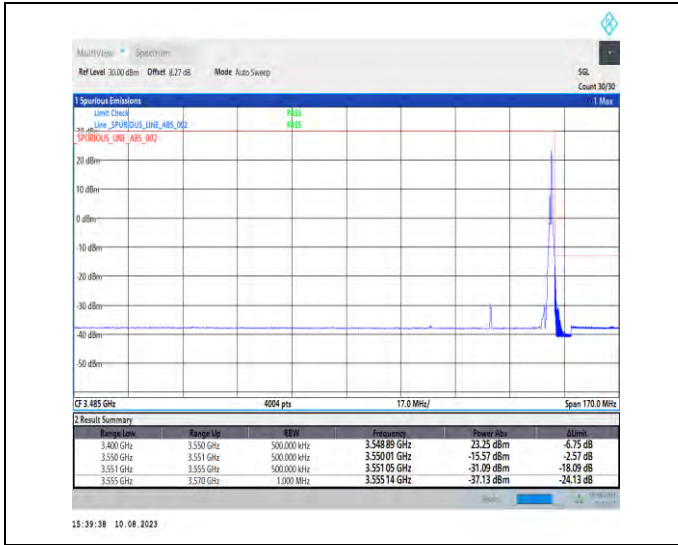 MultiView Spectrum
Ref Level 30.00 dBm Offset 8.27 dB Mode Auto Sweep SGL
Count 30/30
1 Spurious Emissions 1 Max
Limit Check PASS
Line _SPURIOUS_LINE_ABS_002 PASS
_SPURIOUS_LINE_ABS_002
20 dBm
10 dBm
0 dBm
-10 dBm
-20 dBm
-30 dBm
-40 dBm
-50 dBm
CF 3.485 GHz 4004 pts 17.0 MHz/ Span 170.0 MHz
2 Result Summary
Range Low Range Up RBW Frequency Power Abs ΔLimit
3.400 GHz 3.550 GHz 500.000 kHz 3.548 89 GHz 23.25 dBm -6.75 dB
3.550 GHz 3.551 GHz 500.000 kHz 3.550 01 GHz -15.57 dBm -2.57 dB
3.551 GHz 3.555 GHz 500.000 kHz 3.551 05 GHz -31.09 dBm -18.09 dB
3.555 GHz 3.570 GHz 1.000 MHz 3.555 14 GHz -37.13 dBm -24.13 dB
15:39:38 10.08.2023